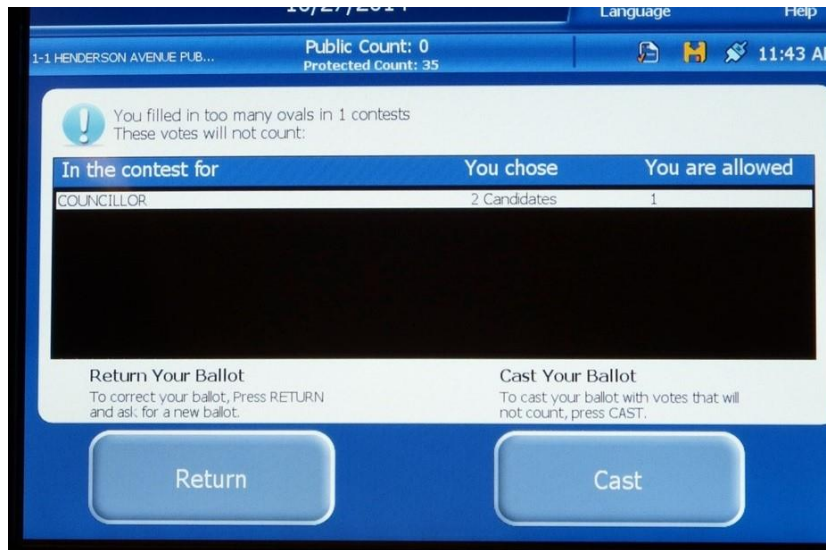 10/27/2014
Language
Help
1-1 HENDERSON AVENUE PUB...
Public Count: 0
Protected Count: 35
11:43 A
You filled in too many ovals in 1 contests
These votes will not count:
In the contest for You chose You are allowed
COUNCILLOR 2 Candidates 1
Return Your Ballot
To correct your ballot, Press RETURN
and ask for a new ballot.
Cast Your Ballot
To cast your ballot with votes that will
not count, press CAST.
Return
Cast